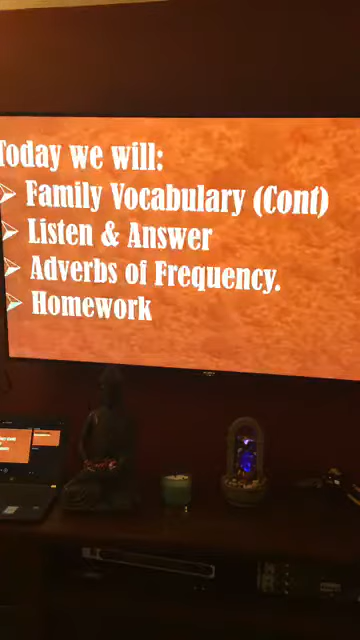 Today we will:
Family Vocabulary (Cont)
Listen & Answer
Adverbs of Frequency.
Homework